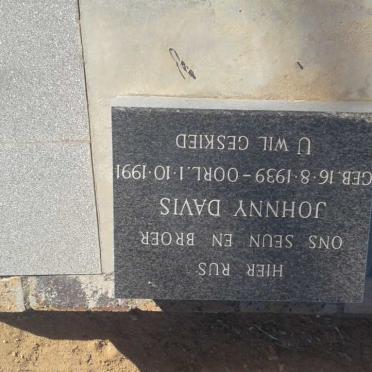 HIER RUS
ONS SEUN EN BROER
JOHNNY DAVIS
GEB. 16·8·1939 - OORL. 1·10·1991
U WIL GESKIED